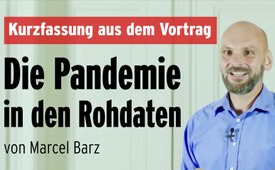 Kurzfassung aus dem Vortrag
Die Pandemie
in den Rohdaten
von Marcel Barz